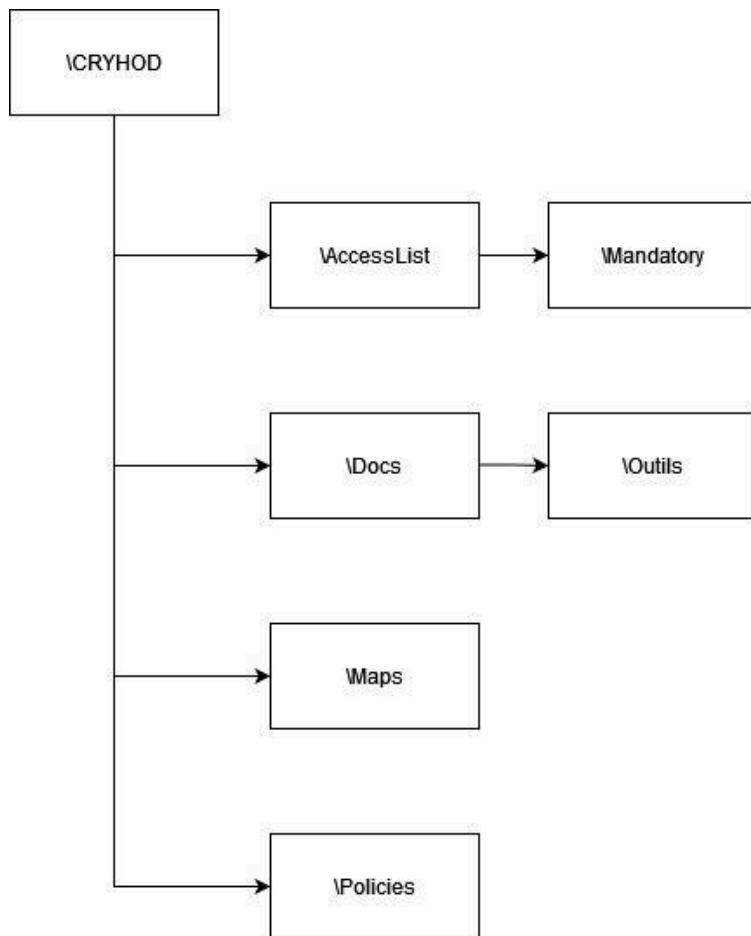 \CRYHOD
\AccessList
\Mandatory
\Docs
\Outils
\Maps
\Policies